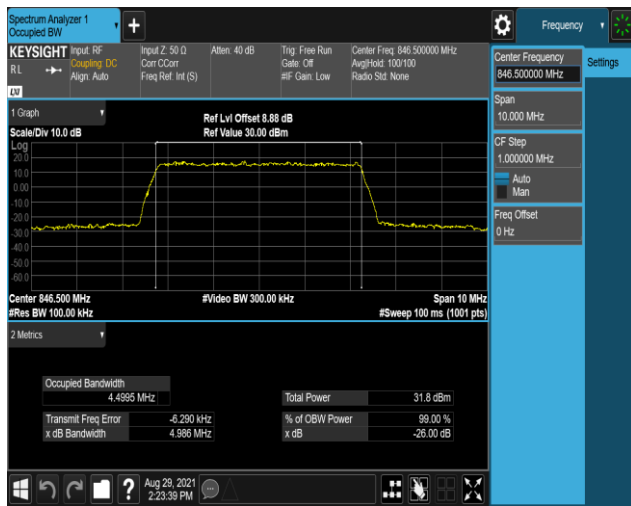 Spectrum Analyzer 1
Occupied BW
Frequency
KEYSIGHT
RL
LXI
Input: RF
Coupling: DC
Align: Auto
Input Z: 50 Ω
Corr CCorr
Freq Ref: Int (S)
Atten: 40 dB
Trig: Free Run
Gate: Off
#IF Gain: Low
Center Freq: 846.500000 MHz
Avg|Hold: 100/100
Radio Std: None
Center Frequency
846.500000 MHz
Settings
Span
10.000 MHz
CF Step
1.000000 MHz
Auto
Man
Freq Offset
0 Hz
1 Graph
Scale/Div 10.0 dB
Ref Lvl Offset 8.88 dB
Ref Value 30.00 dBm
Log
20.0
10.0
0.00
-10.0
-20.0
-30.0
-40.0
-50.0
-60.0
Center 846.500 MHz
#Video BW 300.00 kHz
Span 10 MHz
#Res BW 100.00 kHz
#Sweep 100 ms (1001 pts)
2 Metrics
Occupied Bandwidth
4.4995 MHz
Total Power
31.8 dBm
Transmit Freq Error
-6.290 kHz
% of OBW Power
99.00 %
x dB Bandwidth
4.986 MHz
x dB
-26.00 dB
?
Aug 29, 2021
2:23:39 PM